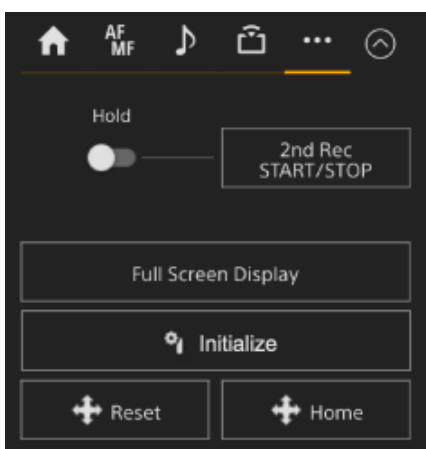 AF
MF
Hold
2nd Rec
START/STOP
Full Screen Display
Initialize
Reset
Home